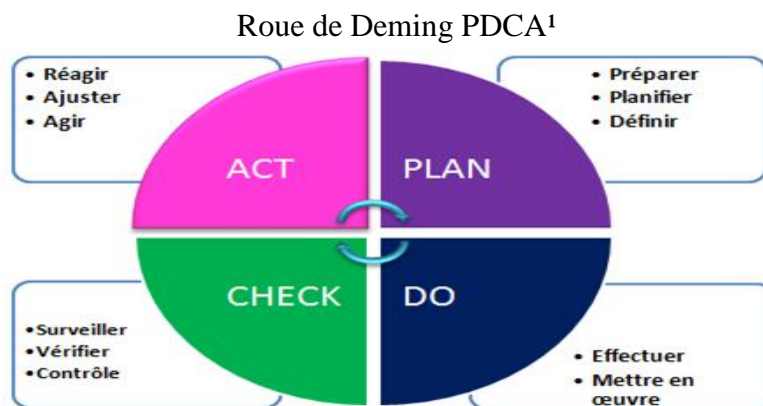 Roue de Deming PDCA¹
• Réagir
• Ajuster
• Agir
• Préparer
• Planifier
• Définir
ACT
PLAN
CHECK
DO
•Surveiller
•Vérifier
•Contrôle
• Effectuer
• Mettre en
œuvre